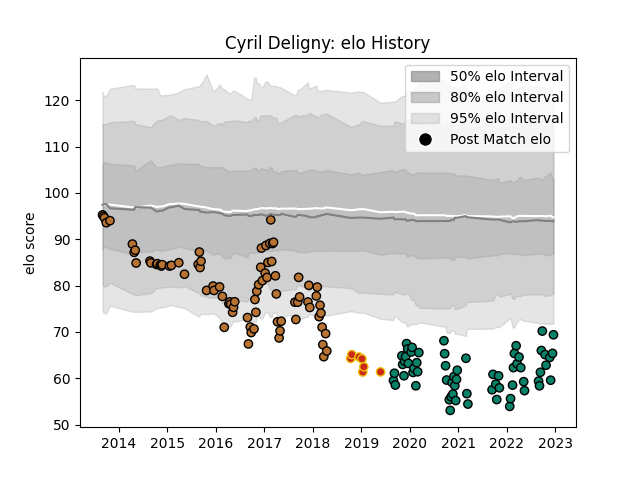 Cyril Deligny: elo History
50% elo Interval
80% elo Interval
95% elo Interval
Post Match elo
elo score
120
110
100
90
80
70
60
50
2014 2015 2016 2017 2018 2019 2020 2021 2022 2023